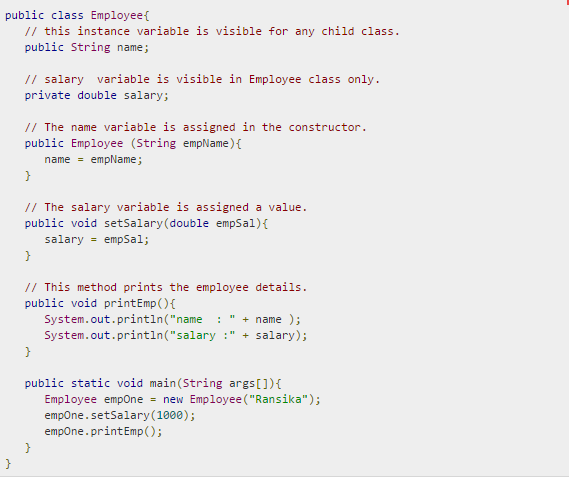 public class Employee{
   // this instance variable is visible for any child class.
   public String name;

   // salary  variable is visible in Employee class only.
   private double salary;

   // The name variable is assigned in the constructor.
   public Employee (String empName){
      name = empName;
   }

   // The salary variable is assigned a value.
   public void setSalary(double empSal){
      salary = empSal;
   }

   // This method prints the employee details.
   public void printEmp(){
      System.out.println("name  : " + name );
      System.out.println("salary :" + salary);
   }

   public static void main(String args[]){
      Employee empOne = new Employee("Ransika");
      empOne.setSalary(1000);
      empOne.printEmp();
   }
}